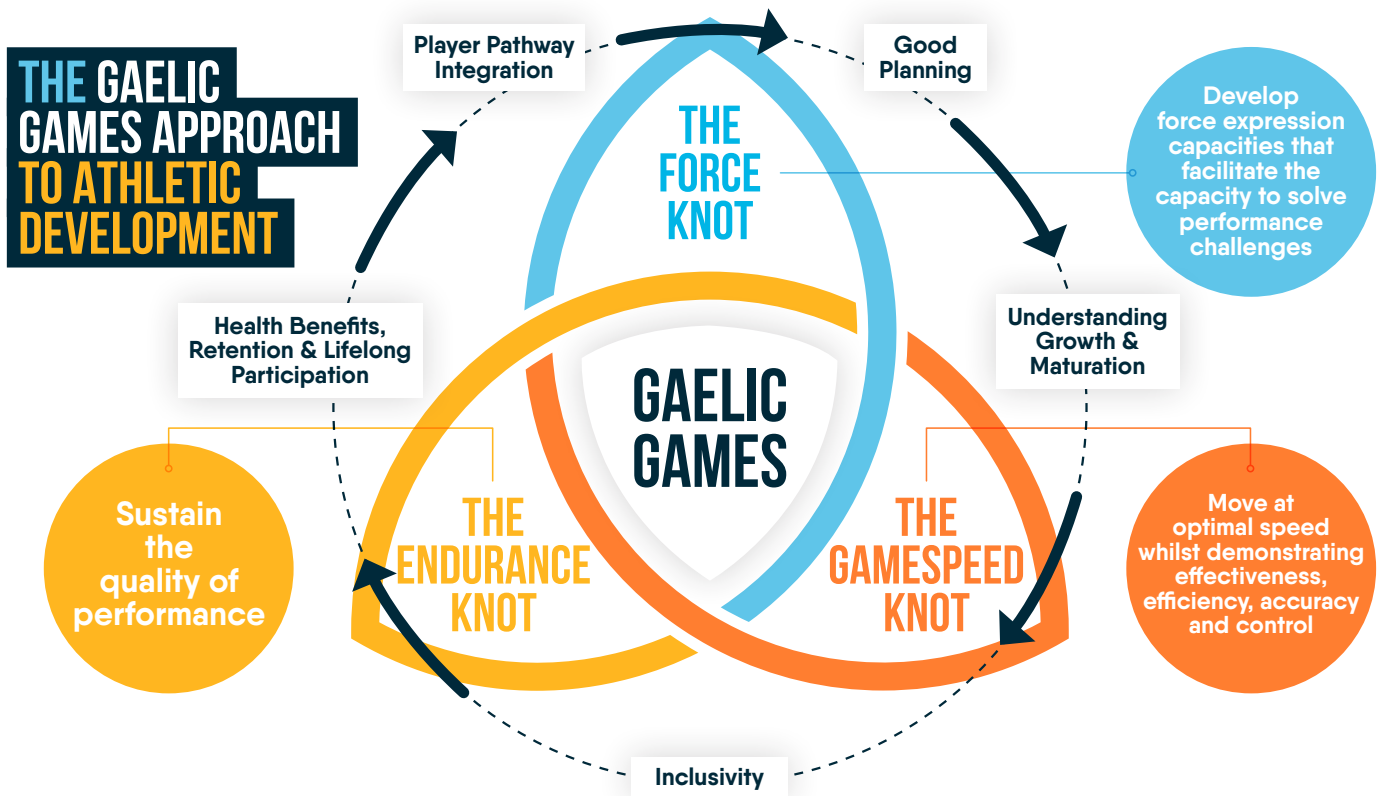 THE GAELIC
GAMES APPROACH
TO ATHLETIC
DEVELOPMENT
Player Pathway
Integration
Good
Planning
Develop
force expression
capacities that
facilitate the
capacity to solve
performance
challenges
THE
FORCE
KNOT
Health Benefits,
Retention & Lifelong
Participation
Understanding
Growth &
Maturation
GAELIC
GAMES
Sustain
the
quality of
performance
THE
ENDURANCE
KNOT
THE
GAMESPEED
KNOT
Move at
optimal speed
whilst demonstrating
effectiveness,
efficiency, accuracy
and control
Inclusivity